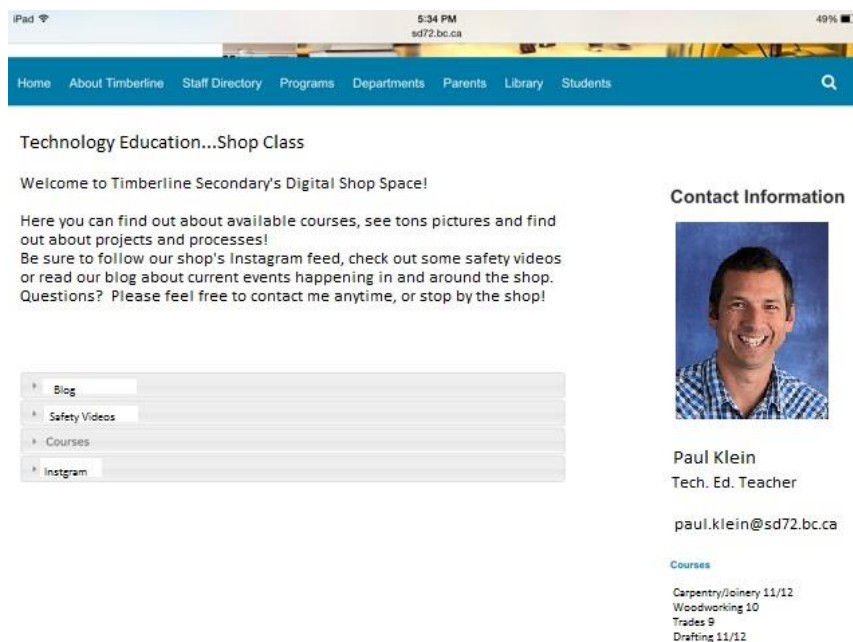 iPad 5:34 PM 49%
sd72.bc.ca
Home About Timberline Staff Directory Programs Departments Parents Library Students
Technology Education...Shop Class
Welcome to Timberline Secondary's Digital Shop Space!
Here you can find out about available courses, see tons pictures and find
out about projects and processes!
Be sure to follow our shop's Instagram feed, check out some safety videos
or read our blog about current events happening in and around the shop.
Questions? Please feel free to contact me anytime, or stop by the shop!
Blog
Safety Videos
Courses
Instgram
Contact Information
Paul Klein
Tech. Ed. Teacher
paul.klein@sd72.bc.ca
Courses
Carpentry/Joinery 11/12
Woodworking 10
Trades 9
Drafting 11/12